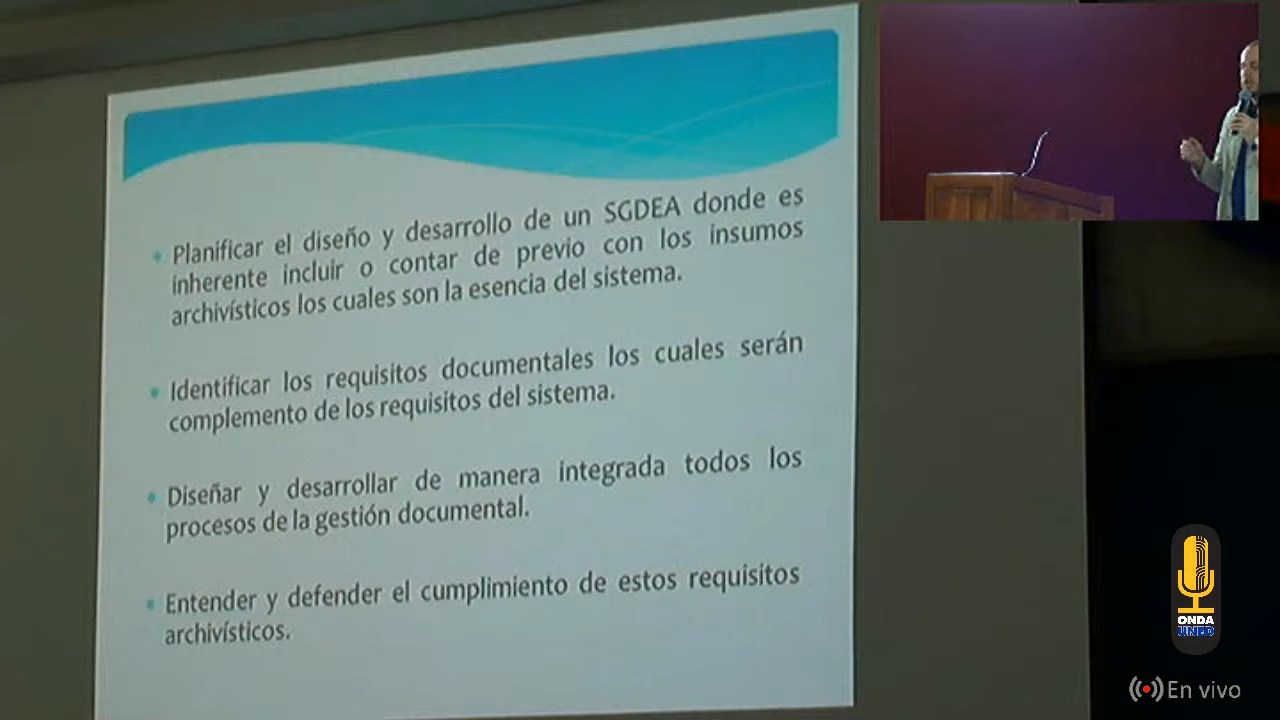 Planificar el diseño y desarrollo de un SGDEA donde es
inherente incluir o contar de previo con los insumos
archivísticos los cuales son la esencia del sistema.
Identificar los requisitos documentales los cuales serán
complemento de los requisitos del sistema.
Diseñar y desarrollar de manera integrada todos los
procesos de la gestión documental.
Entender y defender el cumplimiento de estos requisitos
archivísticos.
ONDA
UNED
En vivo